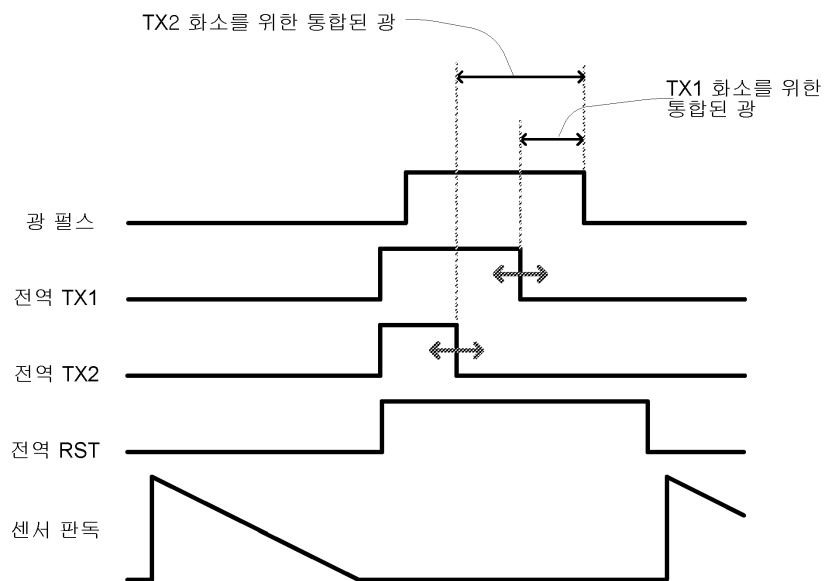 TX2 화소를 위한 통합된 광
TX1 화소를 위한
통합된 광
광 펄스
전역 TX1
전역 TX2
전역 RST
센서 판독